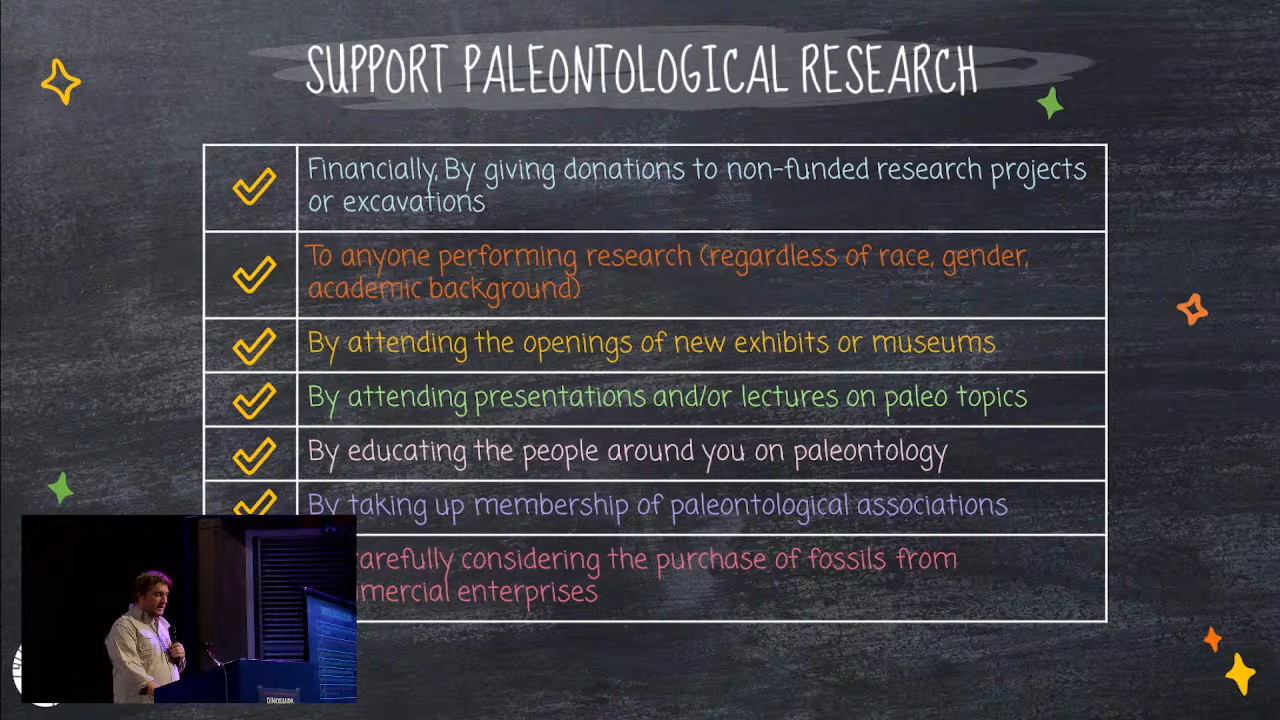 SUPPORT PALEONTOLOGICAL RESEARCH
Financially, By giving donations to non-funded research projects
or excavations
To anyone performing research (regardless of race, gender,
academic background)
By attending the openings of new exhibits or museums
By attending presentations and/or lectures on paleo topics
By educating the people around you on paleontology
By taking up membership of paleontological associations
arefully considering the purchase of fossils from
mercial enterprises
DINOSAURS